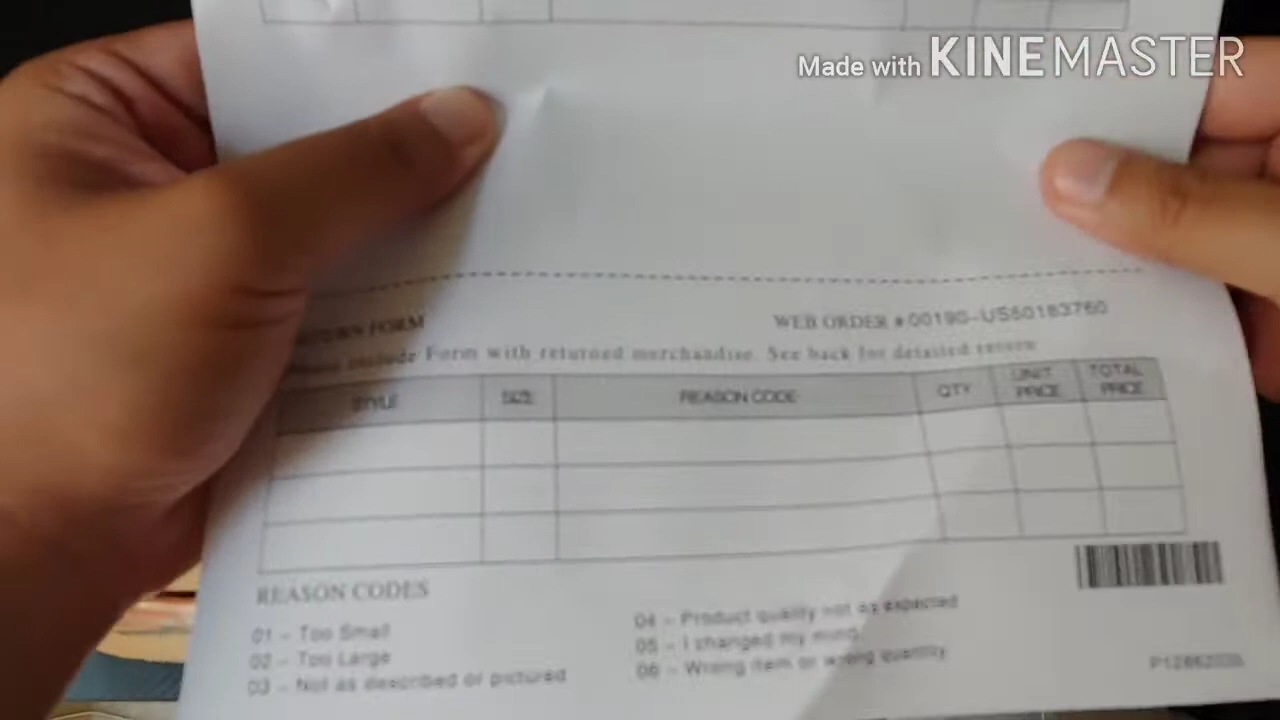 Made with KINEMASTER
RETURN FORM
WEB ORDER #0019G-US50183760
Please include Form with returned merchandise. See back for detailed
STYLE SIZE REASON CODE QTY UNIT PRICE TOTAL PRICE
REASON CODES
01 - Too Small
02 - Too Large
03 - Not as described or pictured
04 - Product quality not as expected
05 - I changed my mind
06 - Wrong item or wrong quantity